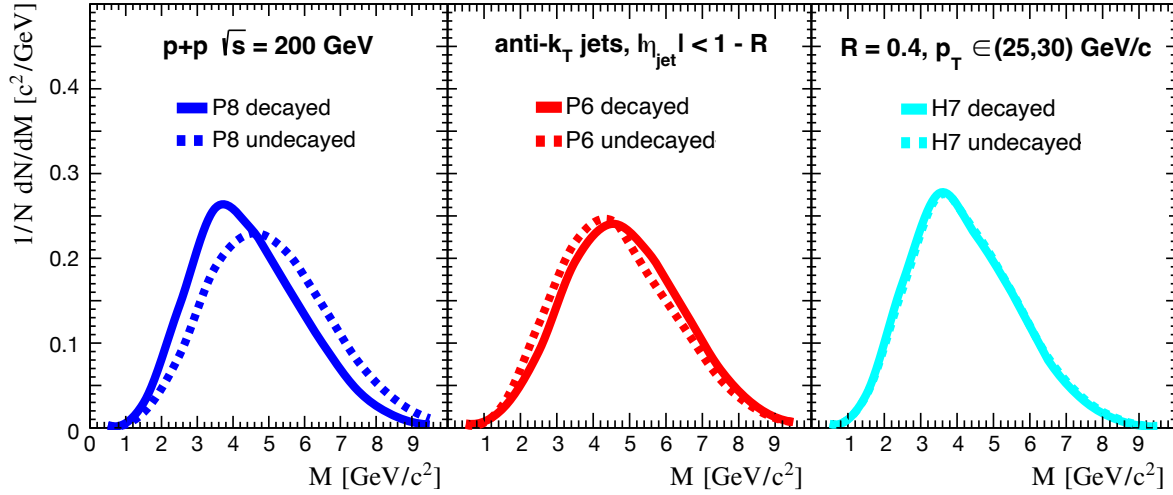 1/N dN/dM [c²/GeV]
0.4
0.3
0.2
0.1
0
p+p √s = 200 GeV
P8 decayed
P8 undecayed
0 1 2 3 4 5 6 7 8 9
M [GeV/c²]
anti-k_T jets, |η_jet| < 1 - R
P6 decayed
P6 undecayed
1 2 3 4 5 6 7 8 9
M [GeV/c²]
R = 0.4, p_T ∈(25,30) GeV/c
H7 decayed
H7 undecayed
1 2 3 4 5 6 7 8 9
M [GeV/c²]